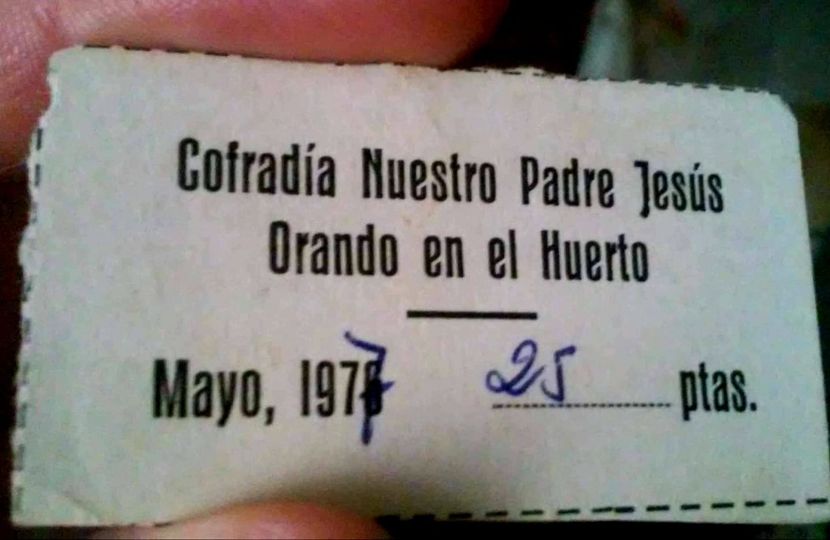 Cofradía Nuestro Padre Jesús
Orando en el Huerto
Mayo, 1977 25 ptas.